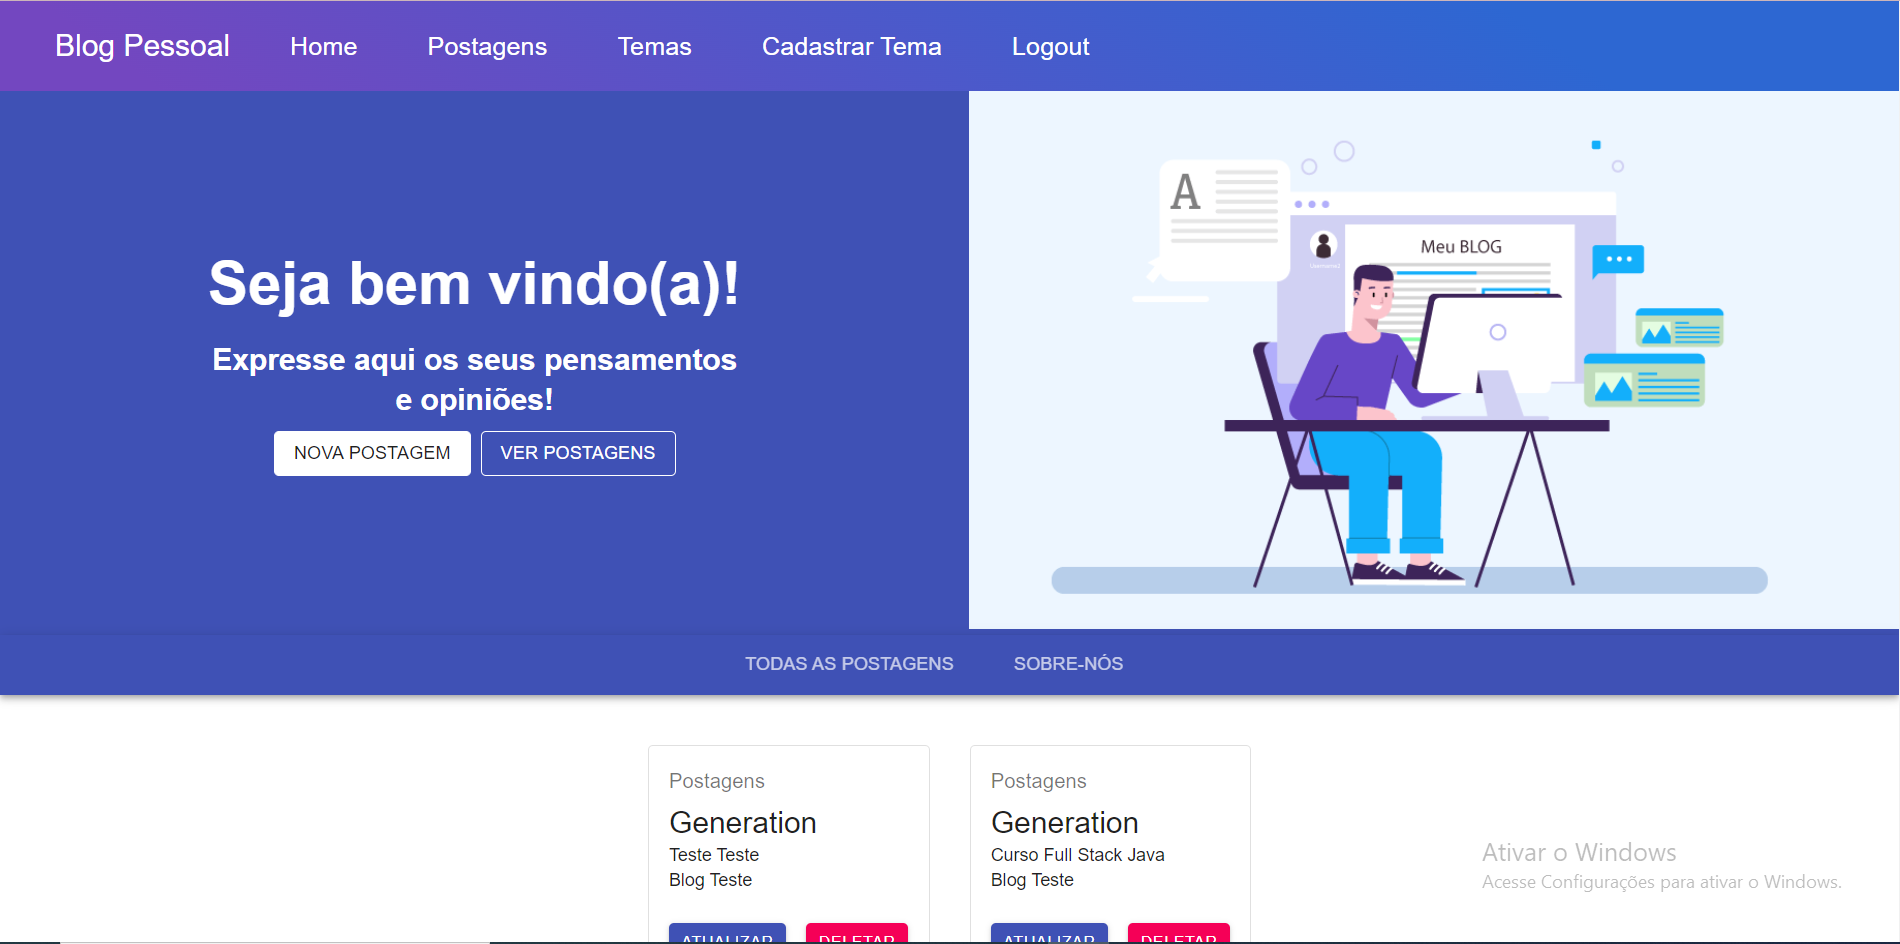 Blog Pessoal Home Postagens Temas Cadastrar Tema Logout
Seja bem vindo(a)!
Expresse aqui os seus pensamentos
e opiniões!
NOVA POSTAGEM VER POSTAGENS
A
Meu BLOG
TODAS AS POSTAGENS SOBRE-NÓS
Postagens
Generation
Teste Teste
Blog Teste
ATUALIZAR DELETAR
Postagens
Generation
Curso Full Stack Java
Blog Teste
ATUALIZAR DELETAR
Ativar o Windows
Acesse Configurações para ativar o Windows.